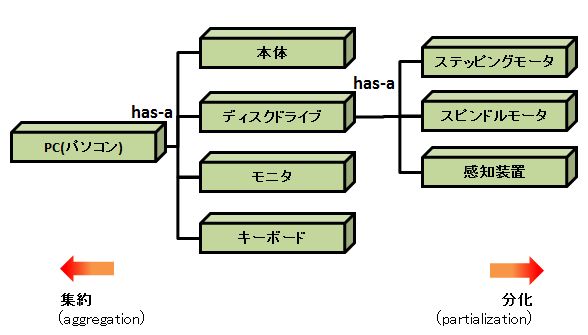 本体
ステッピングモータ
has-a
has-a
ディスクドライブ
スピンドルモータ
PC(パソコン)
モニタ
感知装置
キーボード
集約
(aggregation)
分化
(partialization)